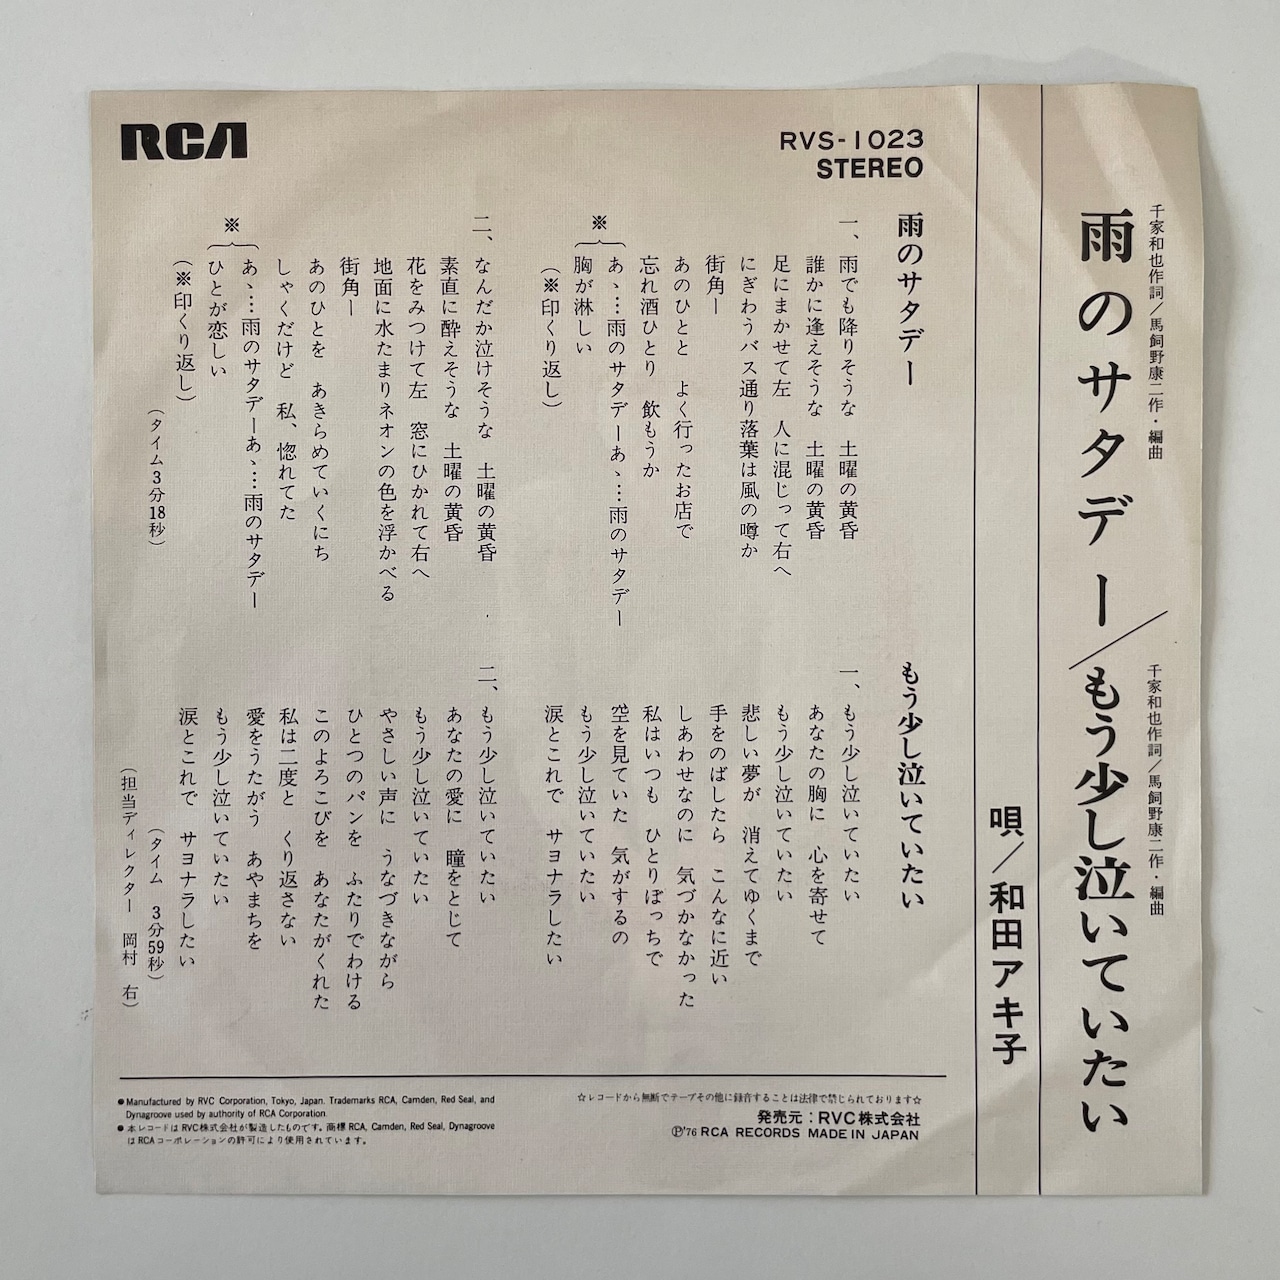 RCA
RVS-1023
STEREO
千家和也作詞／馬飼野康二作・編曲
雨のサタデー／もう少し泣いていたい
千家和也作詞／馬飼野康二作・編曲
唄／和田アキ子
雨のサタデー
一、雨でも降りそうな　土曜の黄昏
誰かに逢えそうな　土曜の黄昏
足にまかせて左　人に混じって右へ
にぎわうバス通り落葉は風の噂か
街角ー
あのひとと　よく行ったお店で
忘れ酒ひとり　飲もうか
※
あゝ…雨のサタデーあゝ…雨のサタデー
胸が淋しい
（※印くり返し）
二、なんだか泣けそうな　土曜の黄昏
素直に酔えそうな　土曜の黄昏
花をみつけて左　窓にひかれて右へ
地面に水たまりネオンの色を浮かべる
街角ー
あのひとを　あきらめていくにち
しゃくだけど　私、惚れてた
※
あゝ…雨のサタデーあゝ…雨のサタデー
ひとが恋しい
（※印くり返し）
（タイム3分18秒）
もう少し泣いていたい
一、もう少し泣いていたい
あなたの胸に　心を寄せて
もう少し泣いていたい
悲しい夢が　消えてゆくまで
手をのばしたら　こんなに近い
しあわせなのに　気づかなかった
私はいつも　ひとりぼっちで
空を見ていた　気がするの
もう少し泣いていたい
涙とこれで　サヨナラしたい
二、もう少し泣いていたい
あなたの愛に　瞳をとじて
もう少し泣いていたい
やさしい声に　うなづきながら
ひとつのパンを　ふたりでわける
このよろこびを　あなたがくれた
私は二度と　くり返さない
愛をうたがう　あやまちを
もう少し泣いていたい
涙とこれで　サヨナラしたい
（タイム　3分59秒）
（担当ディレクター　岡村　右）
●Manufactured by RVC Corporation, Tokyo, Japan. Trademarks RCA, Camden, Red Seal, and
Dynagroove used by authority of RCA Corporation.
●本レコードはRVC株式会社が製造したものです。商標RCA, Camden, Red Seal, Dynagroove
はRCAコーポレーションの許可により使用されています。
☆レコードから無断でテープその他に録音することは法律で禁じられております☆
発売元：RVC株式会社
Ⓟ'76 RCA RECORDS MADE IN JAPAN